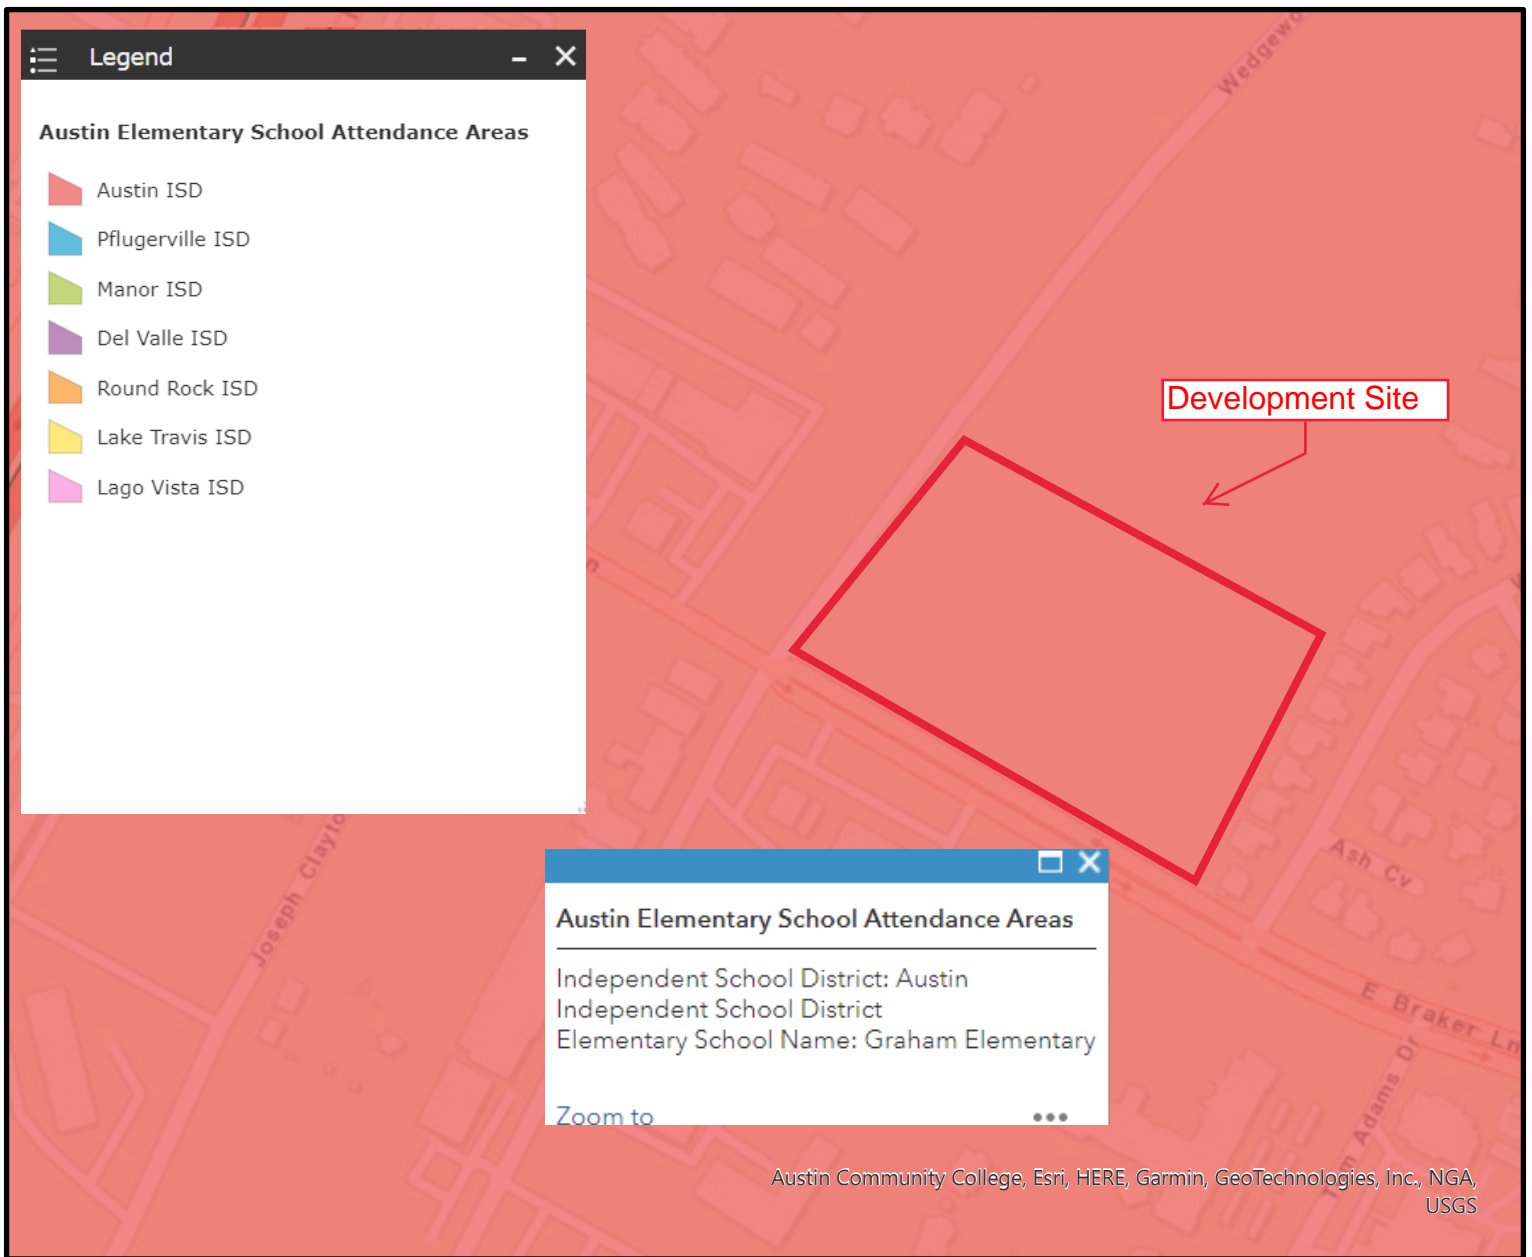 Legend
Austin Elementary School Attendance Areas
Austin ISD
Pflugerville ISD
Manor ISD
Del Valle ISD
Round Rock ISD
Lake Travis ISD
Lago Vista ISD
Development Site
Joseph Clayto
Ash Cv
E Braker Ln
Adams Dr
Austin Elementary School Attendance Areas
Independent School District: Austin
Independent School District
Elementary School Name: Graham Elementary
Zoom to
Austin Community College, Esri, HERE, Garmin, GeoTechnologies, Inc., NGA,
USGS